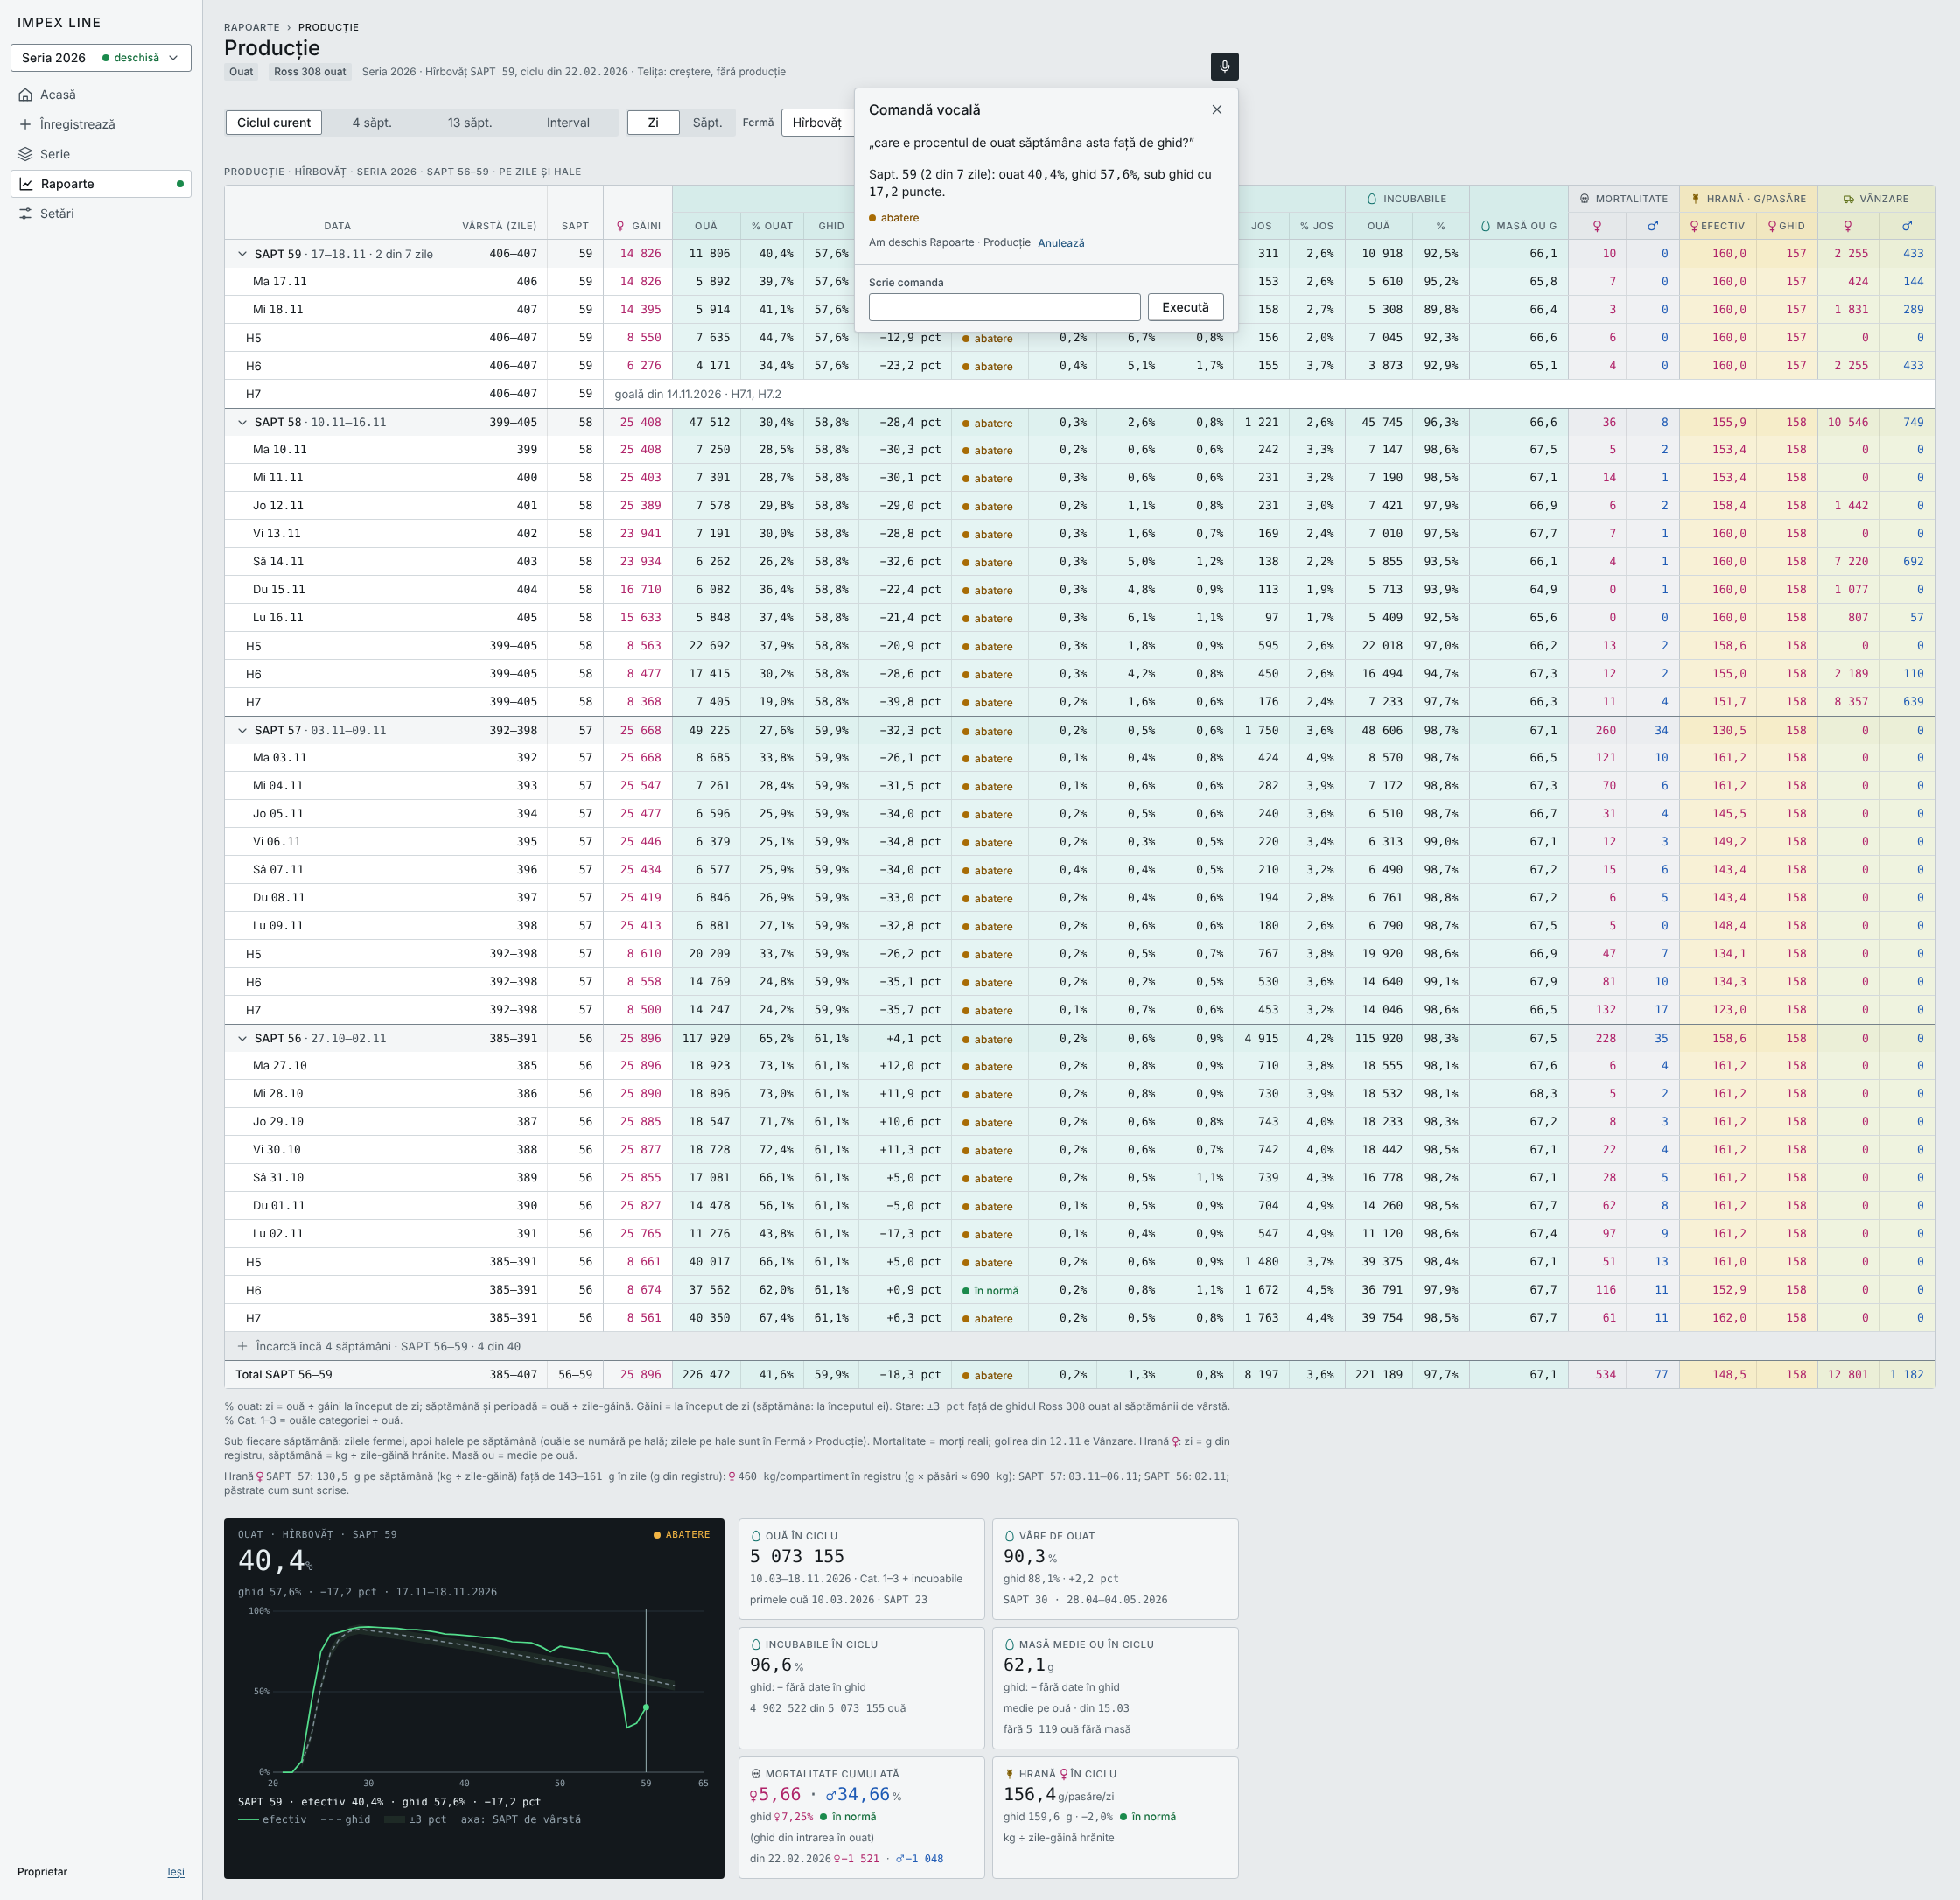 IMPEX LINE
Seria 2026 deschisă
Acasă
Înregistrează
Serie
Rapoarte
Setări
Proprietar Ieși
RAPOARTE › PRODUCȚIE
Producție
Ouat Ross 308 ouat Seria 2026 · Hîrbovăț SAPT 59, ciclu din 22.02.2026 · Telița: creștere, fără producție
Ciclul curent 4 săpt. 13 săpt. Interval Zi Săpt. Fermă Hîrbovăț
Comandă vocală
„care e procentul de ouat săptămâna asta față de ghid?”
Sapt. 59 (2 din 7 zile): ouat 40,4%, ghid 57,6%, sub ghid cu
17,2 puncte.
abatere
Am deschis Rapoarte · Producție Anulează
Scrie comanda
Execută
PRODUCȚIE · HÎRBOVĂȚ · SERIA 2026 · SAPT 56–59 · PE ZILE ȘI HALE
INCUBABILE MORTALITATE HRANĂ · G/PASĂRE VÂNZARE
DATA VÂRSTĂ (ZILE) SAPT ♀ GĂINI OUĂ % OUAT GHID JOS % JOS OUĂ % MASĂ OU G ♀ ♂ ♀ EFECTIV ♀ GHID ♀ ♂
SAPT 59 · 17–18.11 · 2 din 7 zile 406–407 59 14 826 11 806 40,4% 57,6% 311 2,6% 10 918 92,5% 66,1 10 0 160,0 157 2 255 433
Ma 17.11 406 59 14 826 5 892 39,7% 57,6% 153 2,6% 5 610 95,2% 65,8 7 0 160,0 157 424 144
Mi 18.11 407 59 14 395 5 914 41,1% 57,6% 158 2,7% 5 308 89,8% 66,4 3 0 160,0 157 1 831 289
H5 406–407 59 8 550 7 635 44,7% 57,6% −12,9 pct abatere 0,2% 6,7% 0,8% 156 2,0% 7 045 92,3% 66,6 6 0 160,0 157 0 0
H6 406–407 59 6 276 4 171 34,4% 57,6% −23,2 pct abatere 0,4% 5,1% 1,7% 155 3,7% 3 873 92,9% 65,1 4 0 160,0 157 2 255 433
H7 406–407 59 goală din 14.11.2026 · H7.1, H7.2
SAPT 58 · 10.11–16.11 399–405 58 25 408 47 512 30,4% 58,8% −28,4 pct abatere 0,3% 2,6% 0,8% 1 221 2,6% 45 745 96,3% 66,6 36 8 155,9 158 10 546 749
Ma 10.11 399 58 25 408 7 250 28,5% 58,8% −30,3 pct abatere 0,2% 0,6% 0,6% 242 3,3% 7 147 98,6% 67,5 5 2 153,4 158 0 0
Mi 11.11 400 58 25 403 7 301 28,7% 58,8% −30,1 pct abatere 0,3% 0,6% 0,6% 231 3,2% 7 190 98,5% 67,1 14 1 153,4 158 0 0
Jo 12.11 401 58 25 389 7 578 29,8% 58,8% −29,0 pct abatere 0,2% 1,1% 0,8% 231 3,0% 7 421 97,9% 66,9 6 2 158,4 158 1 442 0
Vi 13.11 402 58 23 941 7 191 30,0% 58,8% −28,8 pct abatere 0,3% 1,6% 0,7% 169 2,4% 7 010 97,5% 67,7 7 1 160,0 158 0 0
Sâ 14.11 403 58 23 934 6 262 26,2% 58,8% −32,6 pct abatere 0,3% 5,0% 1,2% 138 2,2% 5 855 93,5% 66,1 4 1 160,0 158 7 220 692
Du 15.11 404 58 16 710 6 082 36,4% 58,8% −22,4 pct abatere 0,3% 4,8% 0,9% 113 1,9% 5 713 93,9% 64,9 0 1 160,0 158 1 077 0
Lu 16.11 405 58 15 633 5 848 37,4% 58,8% −21,4 pct abatere 0,3% 6,1% 1,1% 97 1,7% 5 409 92,5% 65,6 0 0 160,0 158 807 57
H5 399–405 58 8 563 22 692 37,9% 58,8% −20,9 pct abatere 0,3% 1,8% 0,9% 595 2,6% 22 018 97,0% 66,2 13 2 158,6 158 0 0
H6 399–405 58 8 477 17 415 30,2% 58,8% −28,6 pct abatere 0,3% 4,2% 0,8% 450 2,6% 16 494 94,7% 67,3 12 2 155,0 158 2 189 110
H7 399–405 58 8 368 7 405 19,0% 58,8% −39,8 pct abatere 0,2% 1,6% 0,6% 176 2,4% 7 233 97,7% 66,3 11 4 151,7 158 8 357 639
SAPT 57 · 03.11–09.11 392–398 57 25 668 49 225 27,6% 59,9% −32,3 pct abatere 0,2% 0,5% 0,6% 1 750 3,6% 48 606 98,7% 67,1 260 34 130,5 158 0 0
Ma 03.11 392 57 25 668 8 685 33,8% 59,9% −26,1 pct abatere 0,1% 0,4% 0,8% 424 4,9% 8 570 98,7% 66,5 121 10 161,2 158 0 0
Mi 04.11 393 57 25 547 7 261 28,4% 59,9% −31,5 pct abatere 0,1% 0,6% 0,6% 282 3,9% 7 172 98,8% 67,3 70 6 161,2 158 0 0
Jo 05.11 394 57 25 477 6 596 25,9% 59,9% −34,0 pct abatere 0,2% 0,5% 0,6% 240 3,6% 6 510 98,7% 66,7 31 4 145,5 158 0 0
Vi 06.11 395 57 25 446 6 379 25,1% 59,9% −34,8 pct abatere 0,2% 0,3% 0,5% 220 3,4% 6 313 99,0% 67,1 12 3 149,2 158 0 0
Sâ 07.11 396 57 25 434 6 577 25,9% 59,9% −34,0 pct abatere 0,4% 0,4% 0,5% 210 3,2% 6 490 98,7% 67,2 15 6 143,4 158 0 0
Du 08.11 397 57 25 419 6 846 26,9% 59,9% −33,0 pct abatere 0,2% 0,4% 0,6% 194 2,8% 6 761 98,8% 67,2 6 5 143,4 158 0 0
Lu 09.11 398 57 25 413 6 881 27,1% 59,9% −32,8 pct abatere 0,2% 0,6% 0,6% 180 2,6% 6 790 98,7% 67,5 5 0 148,4 158 0 0
H5 392–398 57 8 610 20 209 33,7% 59,9% −26,2 pct abatere 0,2% 0,5% 0,7% 767 3,8% 19 920 98,6% 66,9 47 7 134,1 158 0 0
H6 392–398 57 8 558 14 769 24,8% 59,9% −35,1 pct abatere 0,2% 0,2% 0,5% 530 3,6% 14 640 99,1% 67,9 81 10 134,3 158 0 0
H7 392–398 57 8 500 14 247 24,2% 59,9% −35,7 pct abatere 0,1% 0,7% 0,6% 453 3,2% 14 046 98,6% 66,5 132 17 123,0 158 0 0
SAPT 56 · 27.10–02.11 385–391 56 25 896 117 929 65,2% 61,1% +4,1 pct abatere 0,2% 0,6% 0,9% 4 915 4,2% 115 920 98,3% 67,5 228 35 158,6 158 0 0
Ma 27.10 385 56 25 896 18 923 73,1% 61,1% +12,0 pct abatere 0,2% 0,8% 0,9% 710 3,8% 18 555 98,1% 67,6 6 4 161,2 158 0 0
Mi 28.10 386 56 25 890 18 896 73,0% 61,1% +11,9 pct abatere 0,2% 0,8% 0,9% 730 3,9% 18 532 98,1% 68,3 5 2 161,2 158 0 0
Jo 29.10 387 56 25 885 18 547 71,7% 61,1% +10,6 pct abatere 0,2% 0,6% 0,8% 743 4,0% 18 233 98,3% 67,2 8 3 161,2 158 0 0
Vi 30.10 388 56 25 877 18 728 72,4% 61,1% +11,3 pct abatere 0,2% 0,6% 0,7% 742 4,0% 18 442 98,5% 67,1 22 4 161,2 158 0 0
Sâ 31.10 389 56 25 855 17 081 66,1% 61,1% +5,0 pct abatere 0,2% 0,5% 1,1% 739 4,3% 16 778 98,2% 67,1 28 5 161,2 158 0 0
Du 01.11 390 56 25 827 14 478 56,1% 61,1% −5,0 pct abatere 0,1% 0,5% 0,9% 704 4,9% 14 260 98,5% 67,7 62 8 161,2 158 0 0
Lu 02.11 391 56 25 765 11 276 43,8% 61,1% −17,3 pct abatere 0,1% 0,4% 0,9% 547 4,9% 11 120 98,6% 67,4 97 9 161,2 158 0 0
H5 385–391 56 8 661 40 017 66,1% 61,1% +5,0 pct abatere 0,2% 0,6% 0,9% 1 480 3,7% 39 375 98,4% 67,1 51 13 161,0 158 0 0
H6 385–391 56 8 674 37 562 62,0% 61,1% +0,9 pct în normă 0,2% 0,8% 1,1% 1 672 4,5% 36 791 97,9% 67,7 116 11 152,9 158 0 0
H7 385–391 56 8 561 40 350 67,4% 61,1% +6,3 pct abatere 0,2% 0,5% 0,8% 1 763 4,4% 39 754 98,5% 67,7 61 11 162,0 158 0 0
Încarcă încă 4 săptămâni · SAPT 56–59 · 4 din 40
Total SAPT 56–59 385–407 56–59 25 896 226 472 41,6% 59,9% −18,3 pct abatere 0,2% 1,3% 0,8% 8 197 3,6% 221 189 97,7% 67,1 534 77 148,5 158 12 801 1 182
% ouat: zi = ouă ÷ găini la început de zi; săptămână și perioadă = ouă ÷ zile-găină. Găini = la început de zi (săptămâna: la începutul ei). Stare: ±3 pct față de ghidul Ross 308 ouat al săptămânii de vârstă.
% Cat. 1–3 = ouăle categoriei ÷ ouă.
Sub fiecare săptămână: zilele fermei, apoi halele pe săptămână (ouăle se numără pe hală; zilele pe hale sunt în Fermă › Producție). Mortalitate = morți reale; golirea din 12.11 e Vânzare. Hrană ♀: zi = g din
registru, săptămână = kg ÷ zile-găină hrănite. Masă ou = medie pe ouă.
Hrană ♀ SAPT 57: 130,5 g pe săptămână (kg ÷ zile-găină) față de 143–161 g în zile (g din registru): ♀ 460 kg/compartiment în registru (g × păsări ≈ 690 kg): SAPT 57: 03.11–06.11; SAPT 56: 02.11;
păstrate cum sunt scrise.
OUAT · HÎRBOVĂȚ · SAPT 59 ABATERE
40,4%
ghid 57,6% · −17,2 pct · 17.11–18.11.2026
100%
50%
0%
20 30 40 50 59 65
SAPT 59 · efectiv 40,4% · ghid 57,6% · −17,2 pct
efectiv ghid ±3 pct axa: SAPT de vârstă
OUĂ ÎN CICLU
5 073 155
10.03–18.11.2026 · Cat. 1–3 + incubabile
primele ouă 10.03.2026 · SAPT 23
VÂRF DE OUAT
90,3%
ghid 88,1% · +2,2 pct
SAPT 30 · 28.04–04.05.2026
INCUBABILE ÎN CICLU
96,6%
ghid: – fără date în ghid
4 902 522 din 5 073 155 ouă
MASĂ MEDIE OU ÎN CICLU
62,1g
ghid: – fără date în ghid
medie pe ouă · din 15.03
fără 5 119 ouă fără masă
MORTALITATE CUMULATĂ
♀5,66 · ♂34,66%
ghid ♀7,25% în normă
(ghid din intrarea în ouat)
din 22.02.2026 ♀−1 521 · ♂−1 048
HRANĂ ♀ ÎN CICLU
156,4g/pasăre/zi
ghid 159,6 g · −2,0% în normă
kg ÷ zile-găină hrănite